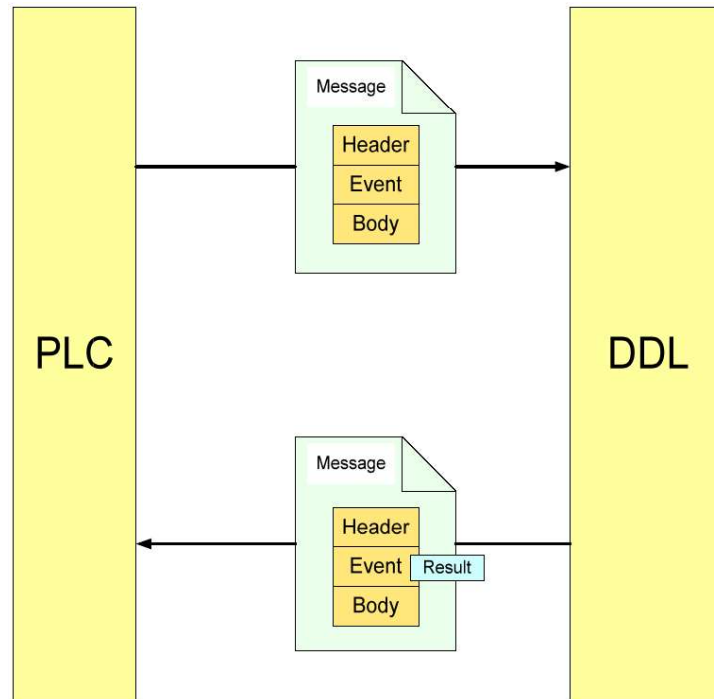 Message
Header
Event
Body
PLC
DDL
Message
Header
Event
Result
Body